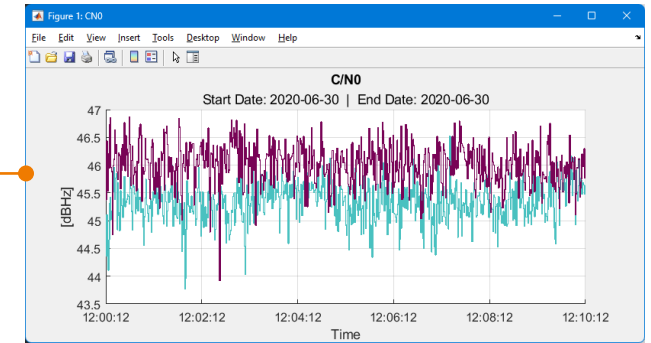 Figure 1: CN0
File Edit View Insert Tools Desktop Window Help
C/N0
Start Date: 2020-06-30 | End Date: 2020-06-30
47
46.5
46
45.5
45
44.5
44
43.5
[dBHz]
12:00:12 12:02:12 12:04:12 12:06:12 12:08:12 12:10:12
Time